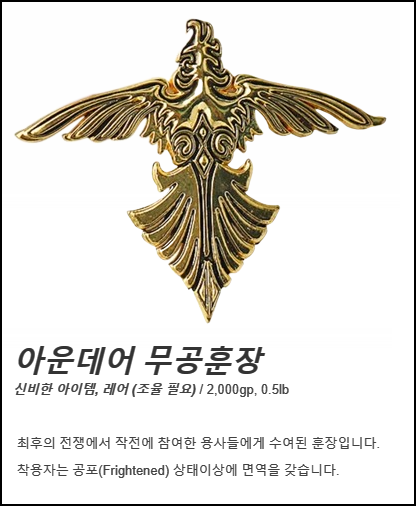 아운데어 무공훈장
신비한 아이템, 레어 (조율 필요) / 2,000gp, 0.5lb
최후의 전쟁에서 작전에 참여한 용사들에게 수여된 훈장입니다.
착용자는 공포(Frightened) 상태이상에 면역을 갖습니다.